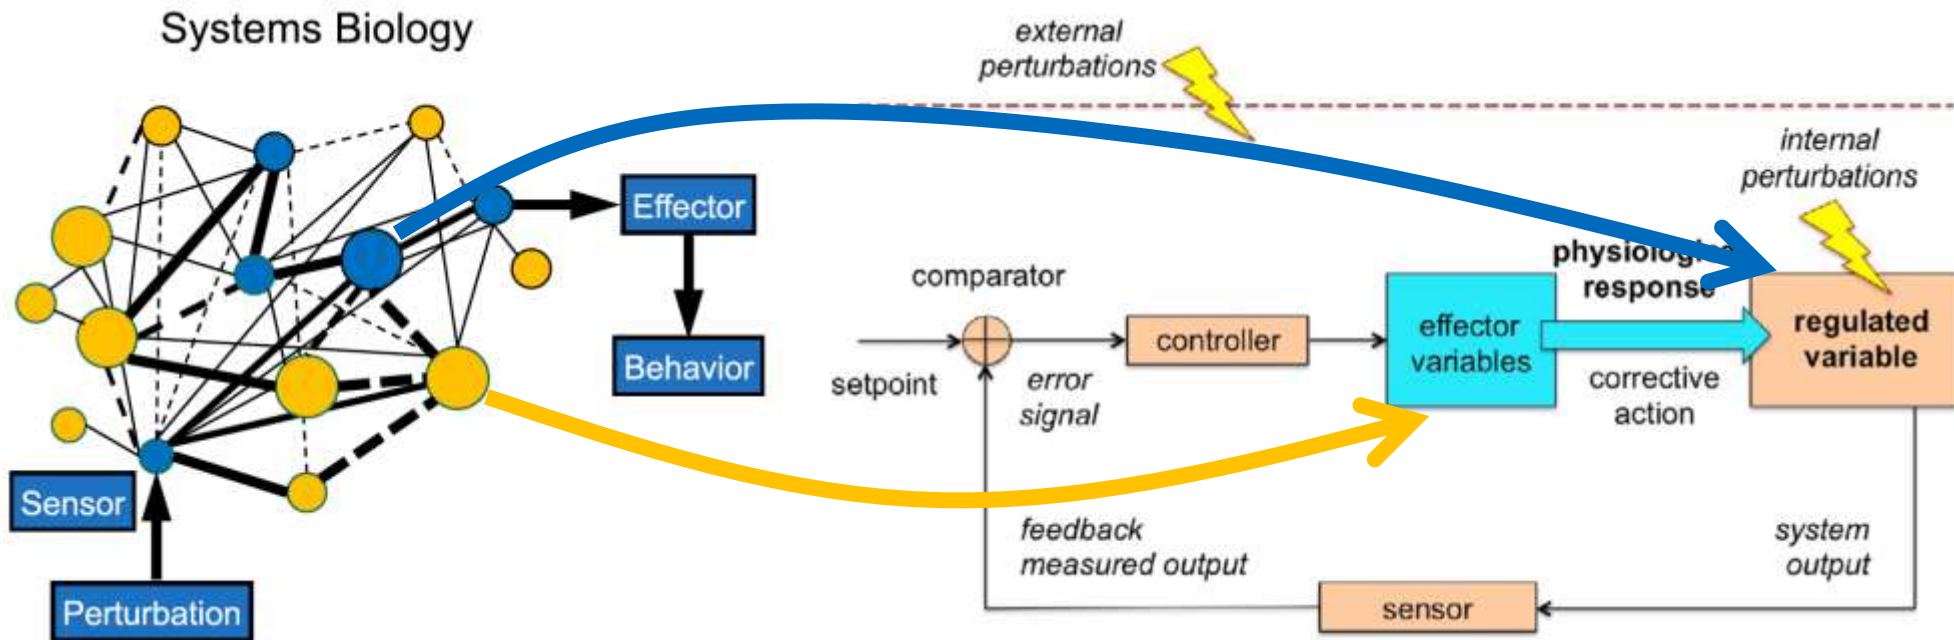 Systems Biology
Effector
Behavior
Sensor
Perturbation
external
perturbations
internal
perturbations
comparator
setpoint
error
signal
controller
effector
variables
response
corrective
action
regulated
variable
feedback
measured output
system
output
sensor